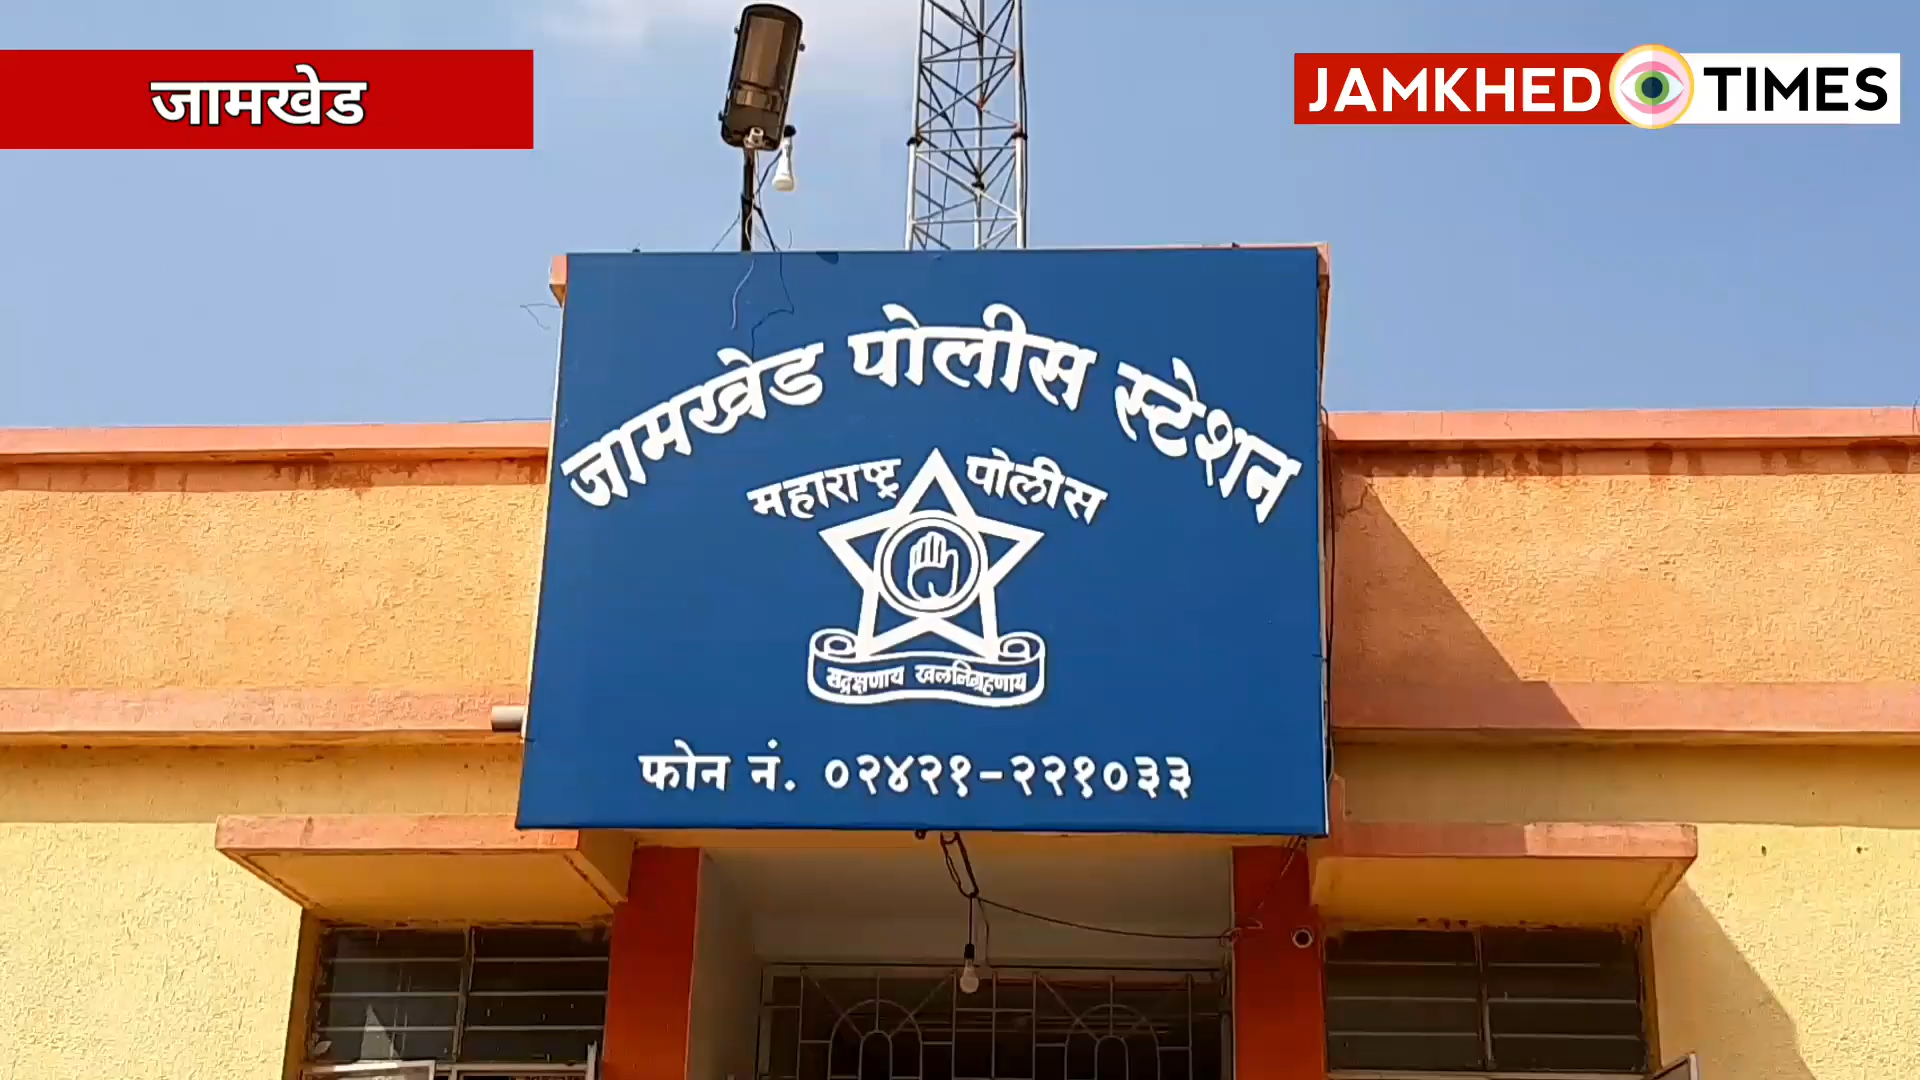 जामखेड
JAMKHED TIMES
जामखेड पोलीस स्टेशन
महाराष्ट्र पोलीस
सद्रक्षणाय खलनिग्रहणाय
फोन नं. ०२४२१-२२१०३३